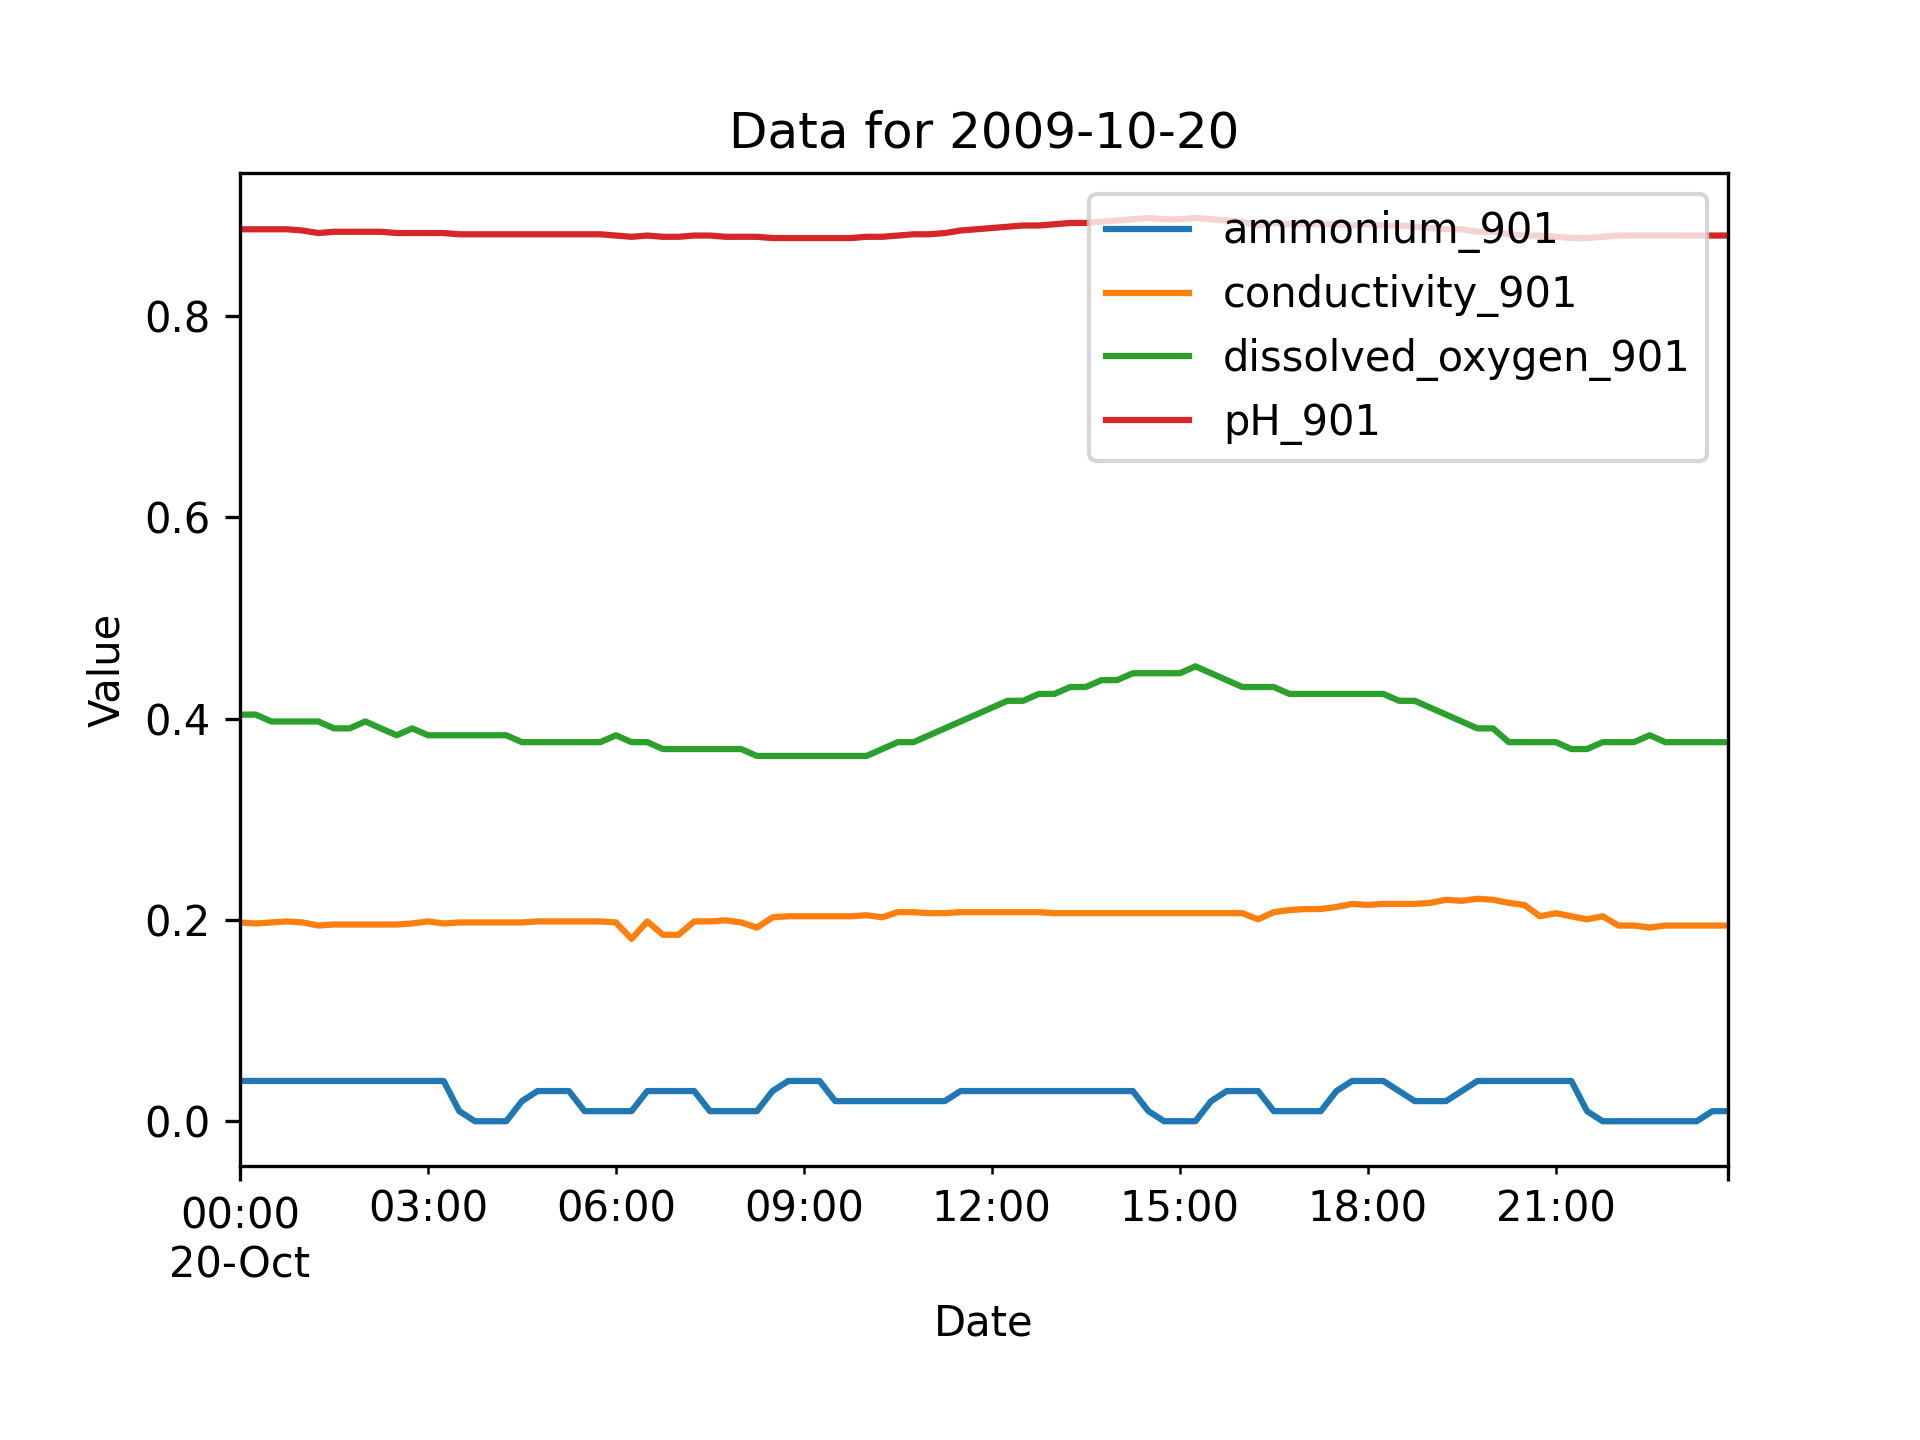 Data for 2009-10-20
ammonium_901
conductivity_901
dissolved_oxygen_901
pH_901
Value
0.8
0.6
0.4
0.2
0.0
00:00
20-Oct
03:00
06:00
09:00
12:00
15:00
18:00
21:00
Date